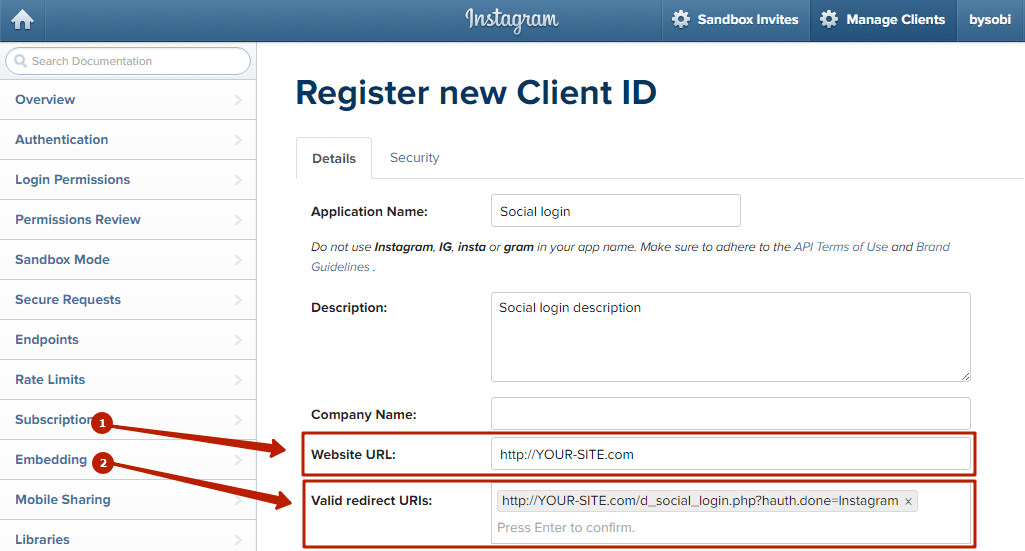 Instagram
Sandbox Invites
Manage Clients
bysobi
Search Documentation
Overview
Authentication
Login Permissions
Permissions Review
Sandbox Mode
Secure Requests
Endpoints
Rate Limits
Subscription
1
Embedding
2
Mobile Sharing
Libraries
Register new Client ID
Details
Security
Application Name:
Social login
Do not use Instagram, IG, insta or gram in your app name. Make sure to adhere to the API Terms of Use and Brand
Guidelines .
Description:
Social login description
Company Name:
Website URL:
http://YOUR-SITE.com
Valid redirect URIs:
http://YOUR-SITE.com/d_social_login.php?hauth.done=Instagram ×
Press Enter to confirm.